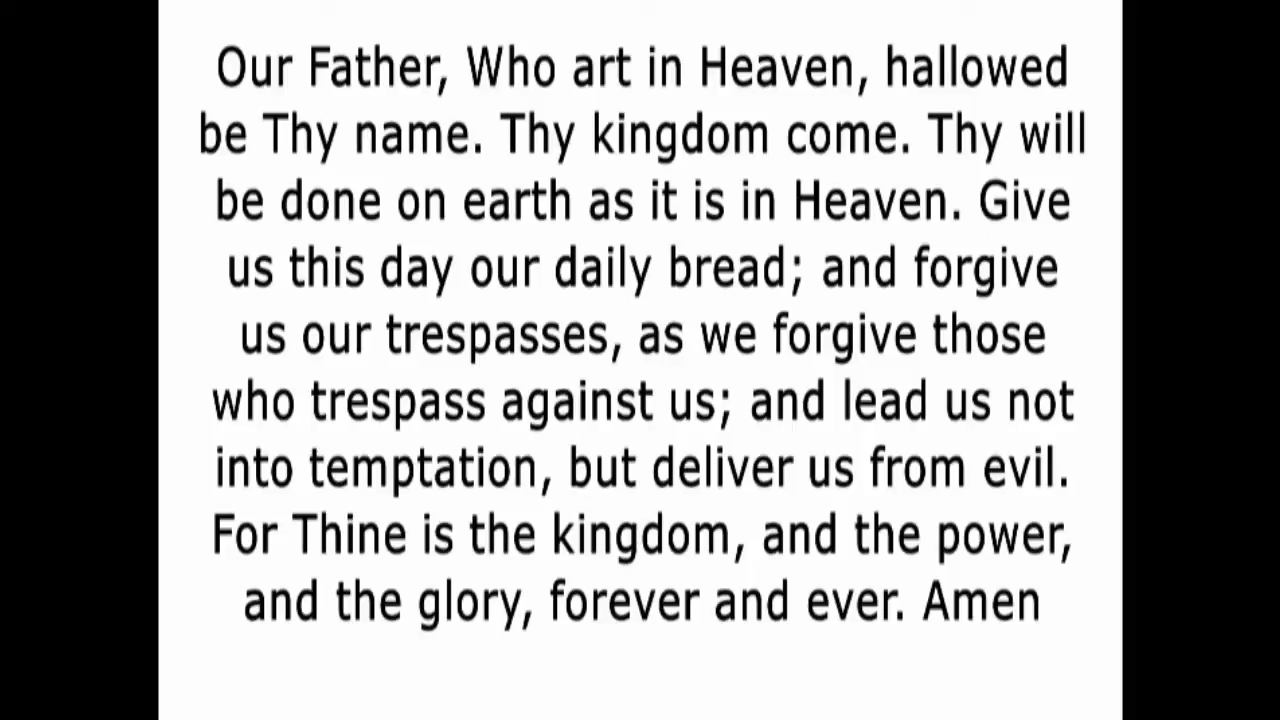 Our Father, Who art in Heaven, hallowed
be Thy name. Thy kingdom come. Thy will
be done on earth as it is in Heaven. Give
us this day our daily bread; and forgive
us our trespasses, as we forgive those
who trespass against us; and lead us not
into temptation, but deliver us from evil.
For Thine is the kingdom, and the power,
and the glory, forever and ever. Amen